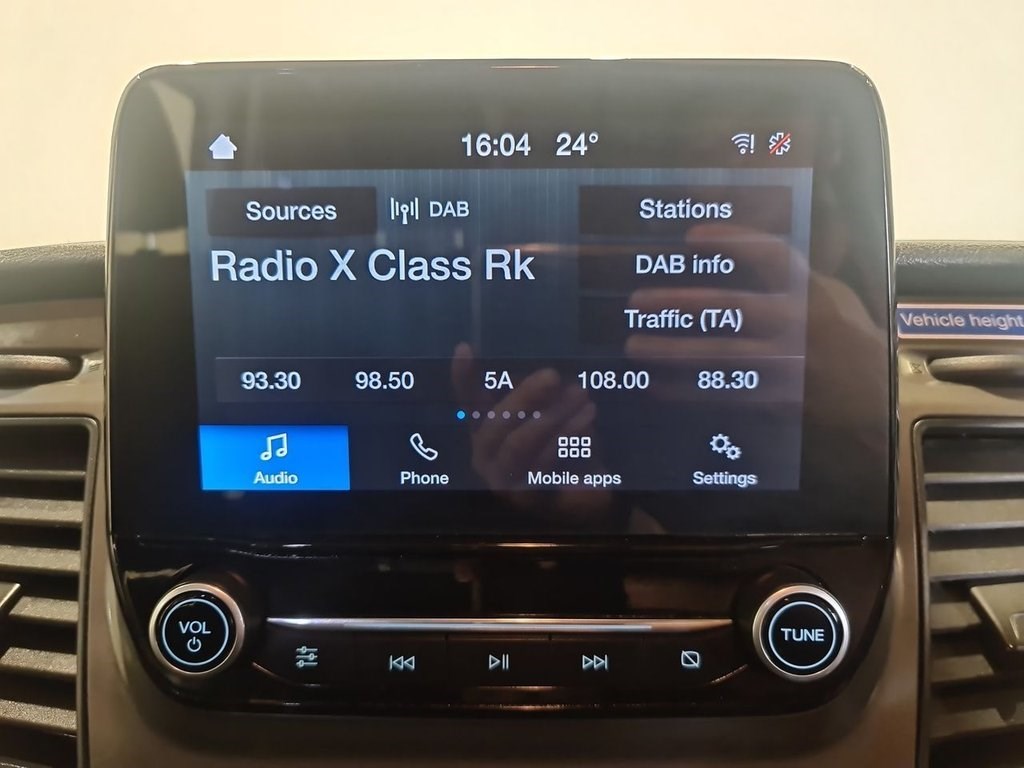 16:04 24°
Sources DAB Stations
Radio X Class Rk DAB info
Traffic (TA)
93.30 98.50 5A 108.00 88.30
Audio Phone Mobile apps Settings
Vehicle height
VOL TUNE